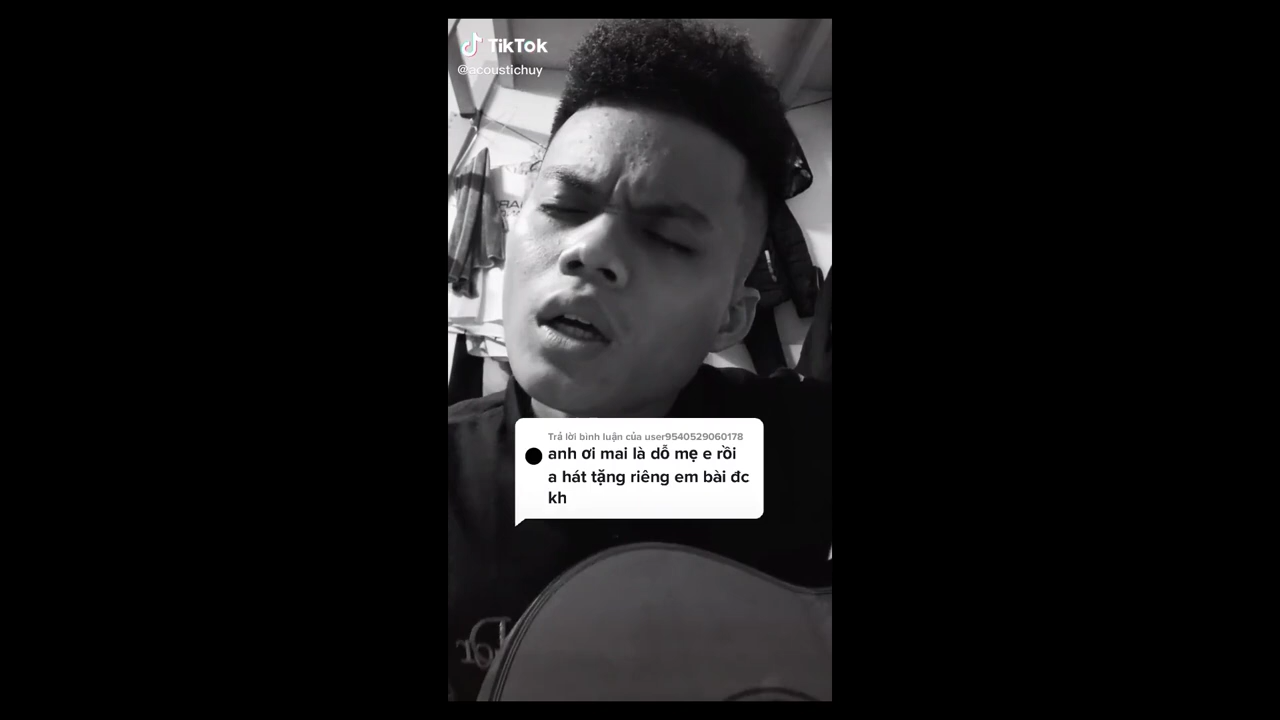 TikTok
@acoustichuy
Trả lời bình luận của user9540529060178
anh ơi mai là dỗ mẹ e rồi
a hát tặng riêng em bài đc
kh